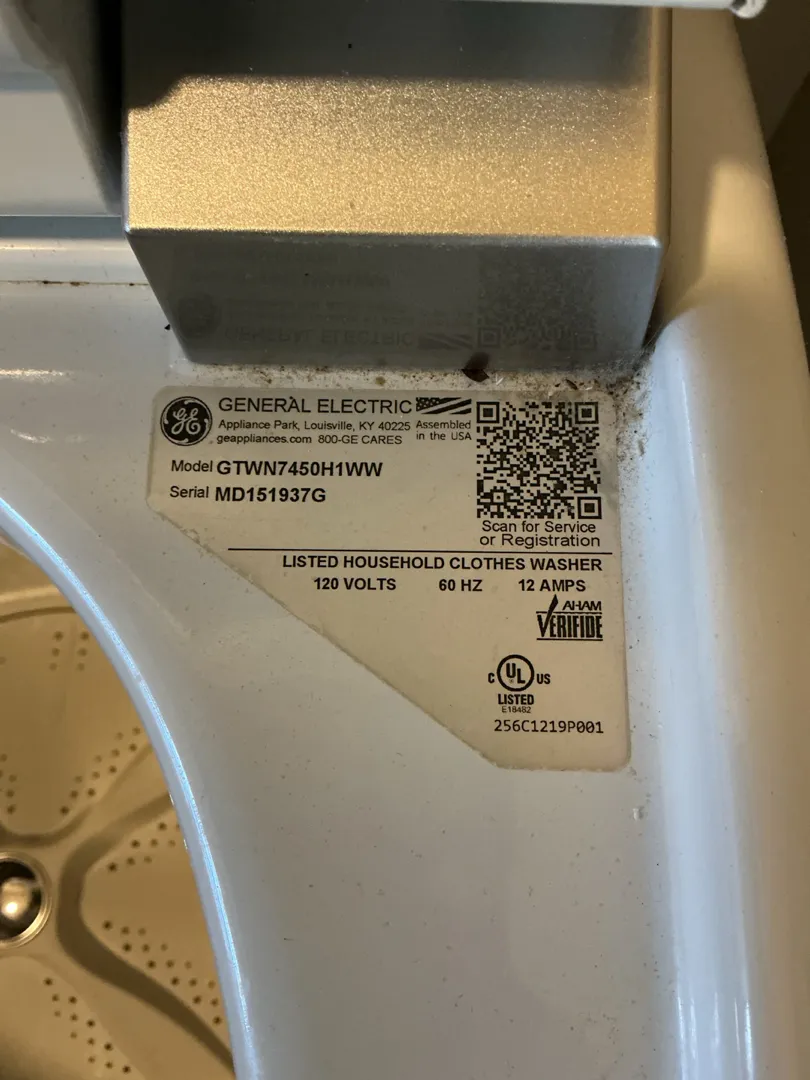 GENERAL ELECTRIC
Appliance Park, Louisville, KY 40225
geappliances.com 800-GE CARES
Assembled
in the USA
Model GTWN7450H1WW
Serial MD151937G
Scan for Service
or Registration
LISTED HOUSEHOLD CLOTHES WASHER
120 VOLTS 60 HZ 12 AMPS
AHAM
VERIFIDE
C UL US
LISTED
E18482
256C1219P001